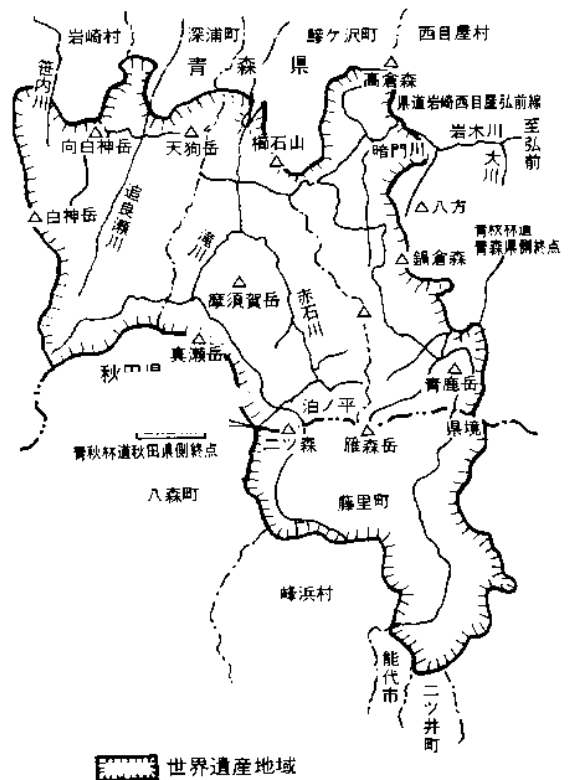 岩崎村
深浦町
鰺ケ沢町
西目屋村
青森県
笹内川
高倉森
県道岩崎西目屋弘前線
岩木川
至弘前
向白神岳
天狗岳
楢石山
暗門川
大川
白神岳
追良瀬川
八方
滝川
青秋林道
青森県側終点
鍋倉森
摩須賀岳
赤石川
真瀬岳
秋田県
青鹿岳
泊ノ平
二ツ森
雁森岳
県境
青秋林道秋田県側終点
八森町
藤里町
峰浜村
能代市
二ツ井町
世界遺産地域